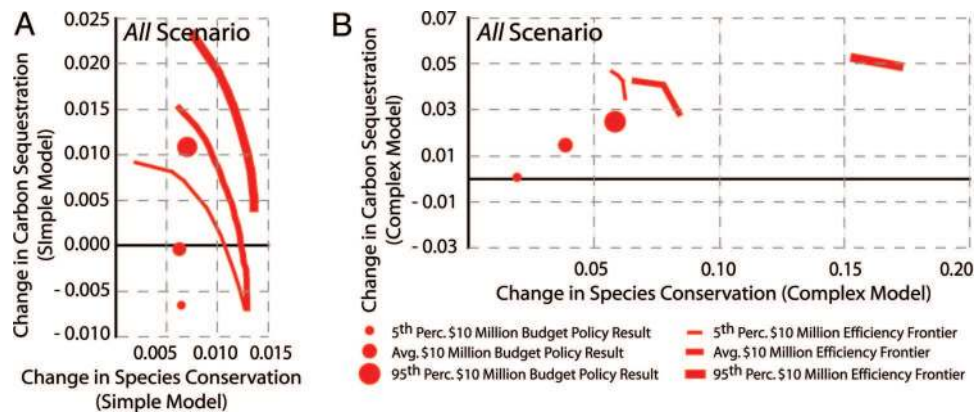 A
All Scenario
0.025
0.020
0.015
0.010
0.005
0.000
- 0.005
- 0.010
Change in Carbon Sequestration
(SImple Model)
0.005 0.010 0.015
Change in Species Conservation
(Simple Model)
B
All Scenario
0.07
0.05
0.03
0.01
- 0.01
- 0.03
Change in Carbon Sequestration
(Complex Model)
0.05 0.10 0.15 0.20
Change in Species Conservation (Complex Model)
5th Perc. $10 Million Budget Policy Result
Avg. $10 Million Budget Policy Result
95th Perc. $10 Million Budget Policy Result
5th Perc. $10 Million Efficiency Frontier
Avg. $10 Million Efficiency Frontier
95th Perc. $10 Million Efficiency Frontier